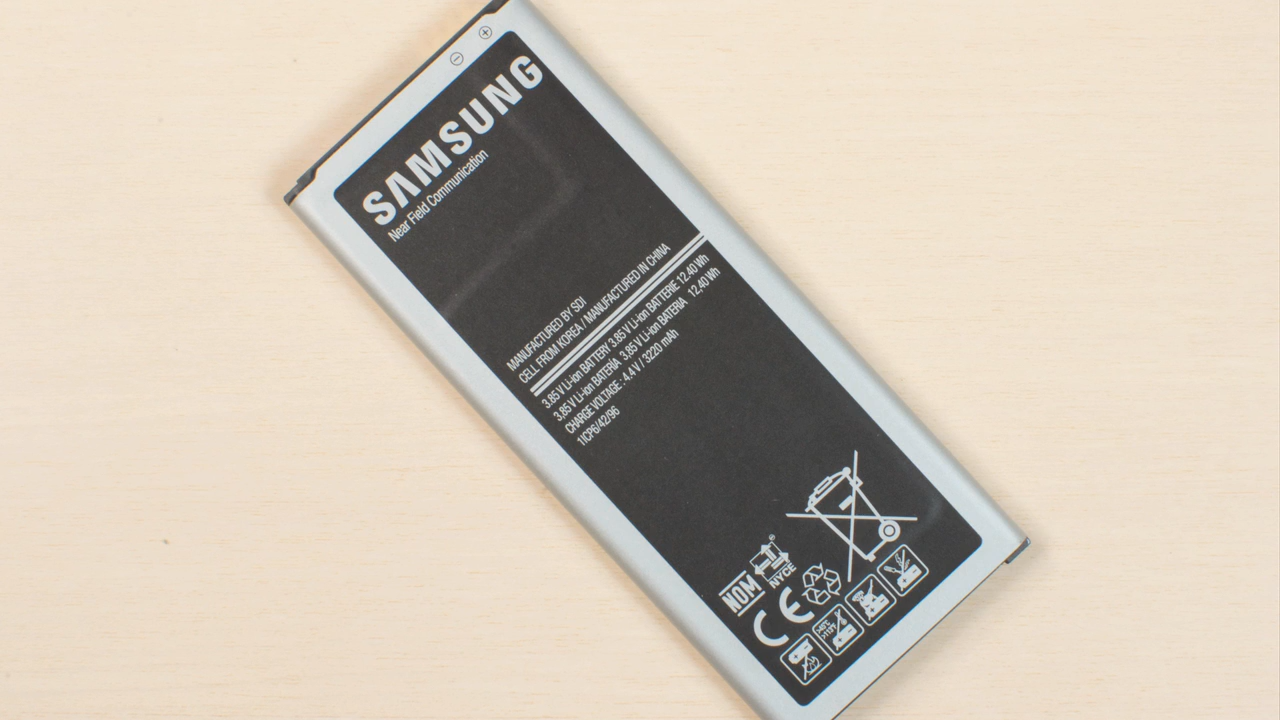 SAMSUNG
Near Field Communication
MANUFACTURED BY SDI
CELL FROM KOREA / MANUFACTURED IN CHINA
3.85 V Li-ion BATTERY 3.85 V Li-ion BATTERIE 12.40 Wh
3,85 V Li-ion BATERÍA 3,85 V Li-ion BATERIA 12.40 Wh
CHARGE VOLTAGE : 4.4 V / 3220 mAh
1ICP6/42/96
NOM
NYCE
CE